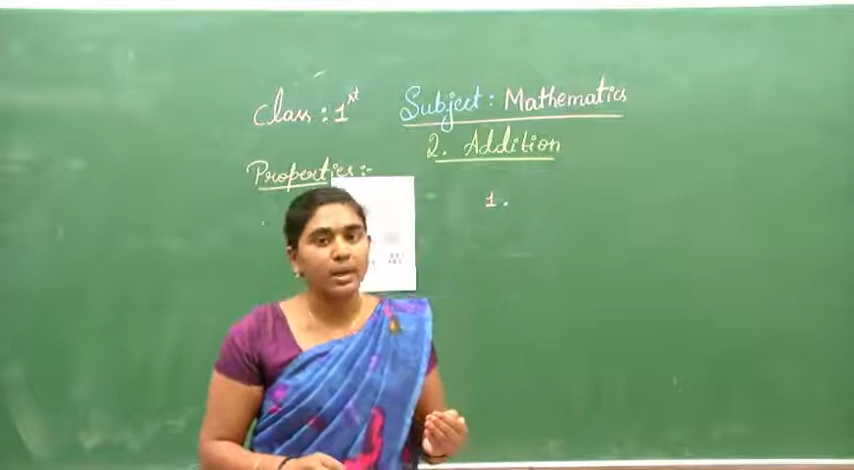 Class : 1st Subject : Mathematics
2. Addition
Properties :-
1.